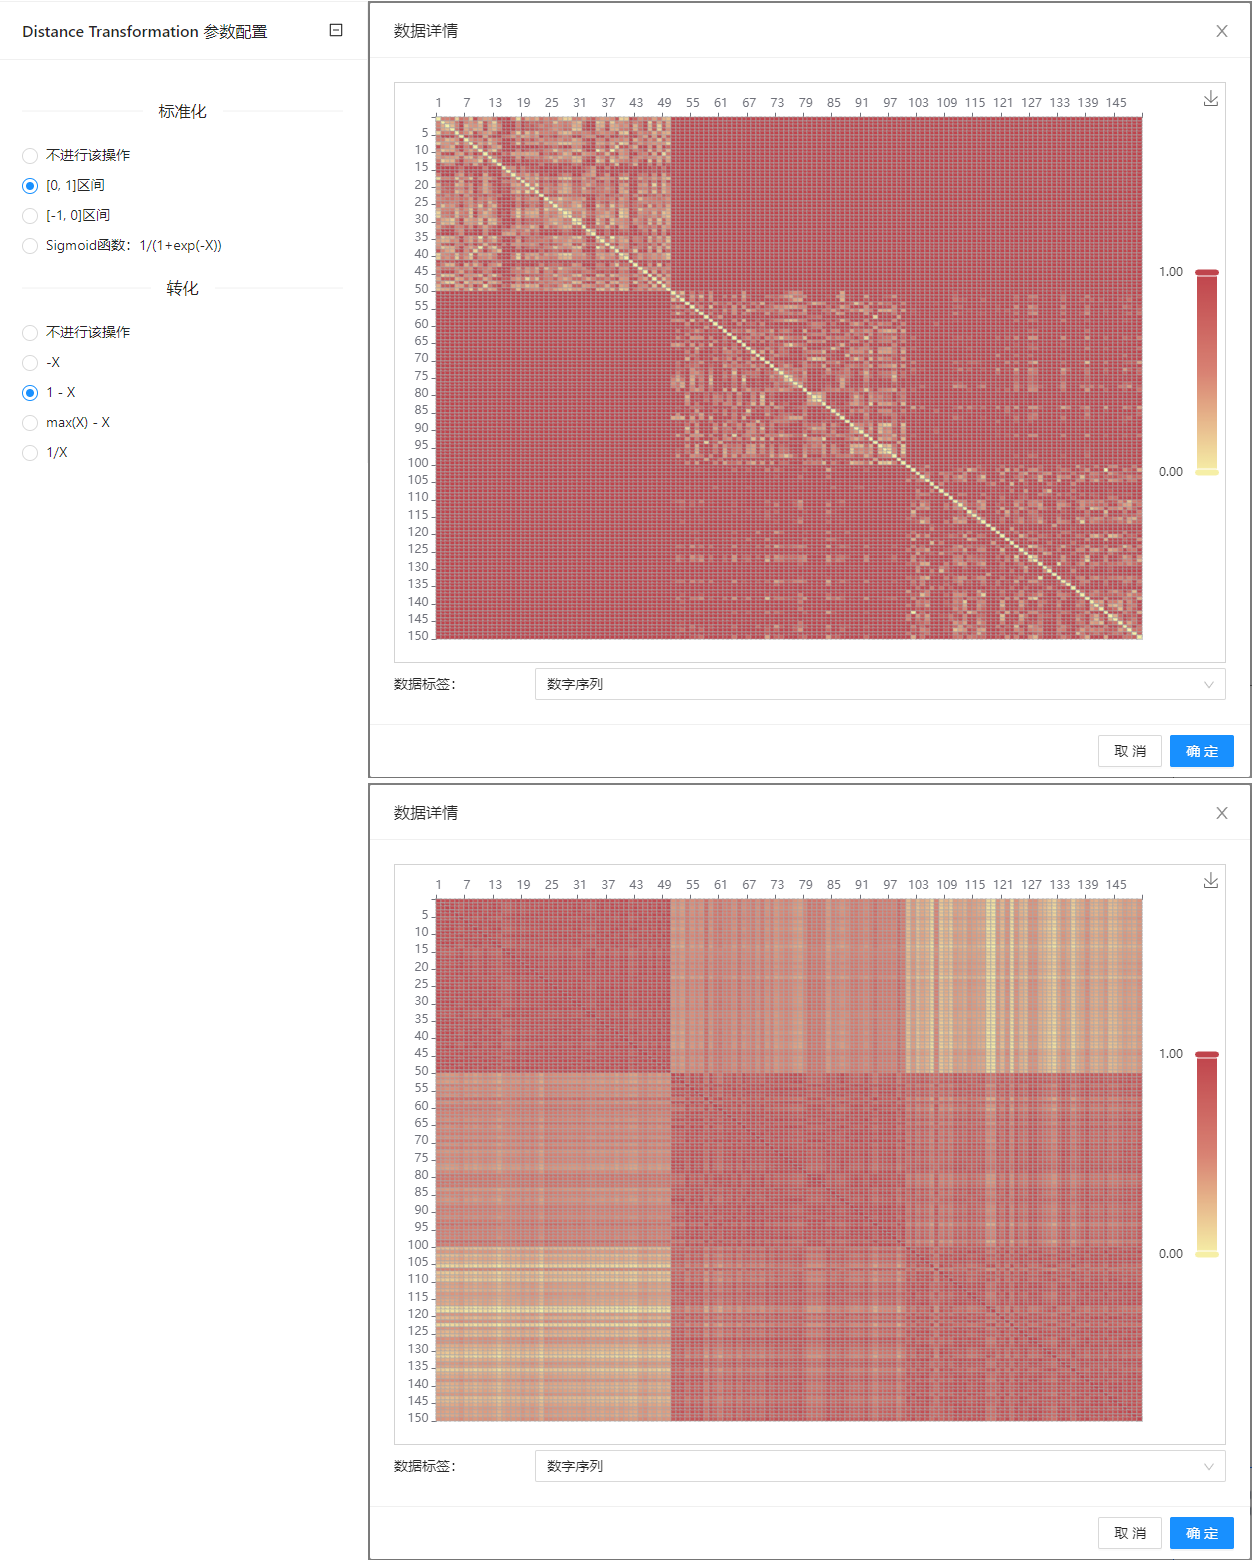 Distance Transformation 参数配置
标准化
不进行该操作
[0, 1]区间
[-1, 0]区间
Sigmoid函数：1/(1+exp(-X))
转化
不进行该操作
-X
1 - X
max(X) - X
1/X
数据详情
1 7 13 19 25 31 37 43 49 55 61 67 73 79 85 91 97 103 109 115 121 127 133 139 145
5
10
15
20
25
30
35
40
45
50
55
60
65
70
75
80
85
90
95
100
105
110
115
120
125
130
135
140
145
150
1.00
0.00
数据标签：
数字序列
取 消
确 定
数据详情
1 7 13 19 25 31 37 43 49 55 61 67 73 79 85 91 97 103 109 115 121 127 133 139 145
5
10
15
20
25
30
35
40
45
50
55
60
65
70
75
80
85
90
95
100
105
110
115
120
125
130
135
140
145
150
1.00
0.00
数据标签：
数字序列
取 消
确 定